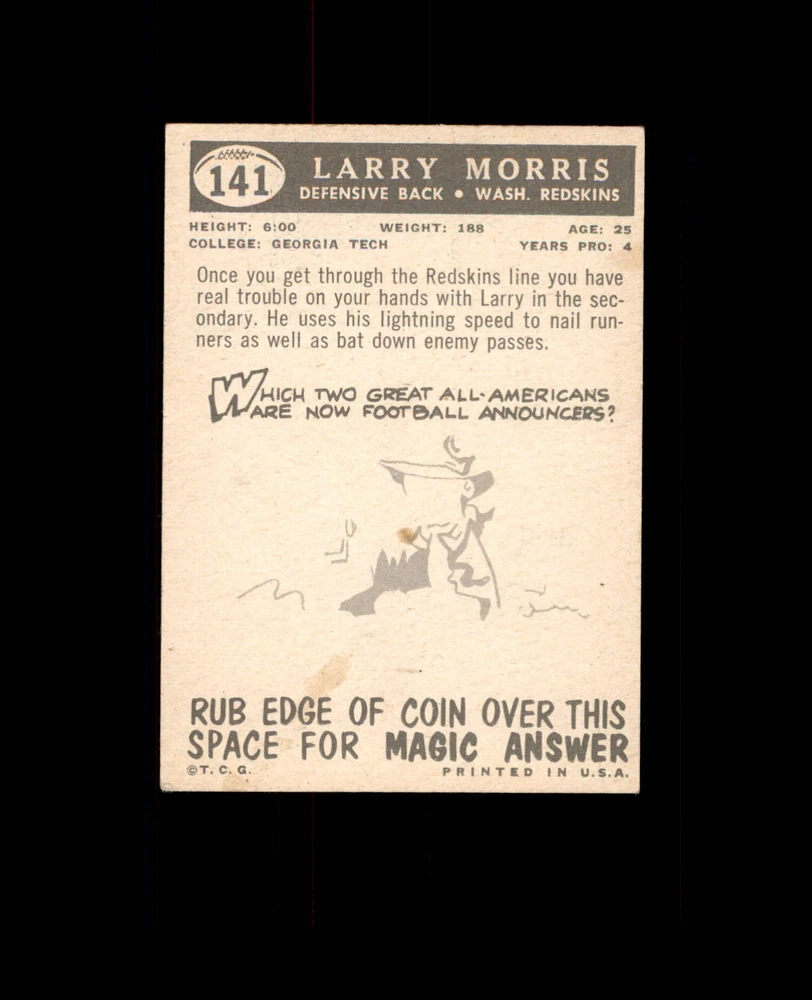 141
LARRY MORRIS
DEFENSIVE BACK • WASH. REDSKINS
HEIGHT: 6:00 WEIGHT: 188 AGE: 25
COLLEGE: GEORGIA TECH YEARS PRO: 4
Once you get through the Redskins line you have
real trouble on your hands with Larry in the sec-
ondary. He uses his lightning speed to nail run-
ners as well as bat down enemy passes.
WHICH TWO GREAT ALL-AMERICANS
ARE NOW FOOTBALL ANNOUNCERS?
RUB EDGE OF COIN OVER THIS
SPACE FOR MAGIC ANSWER
©T. C. G. PRINTED IN U.S.A.